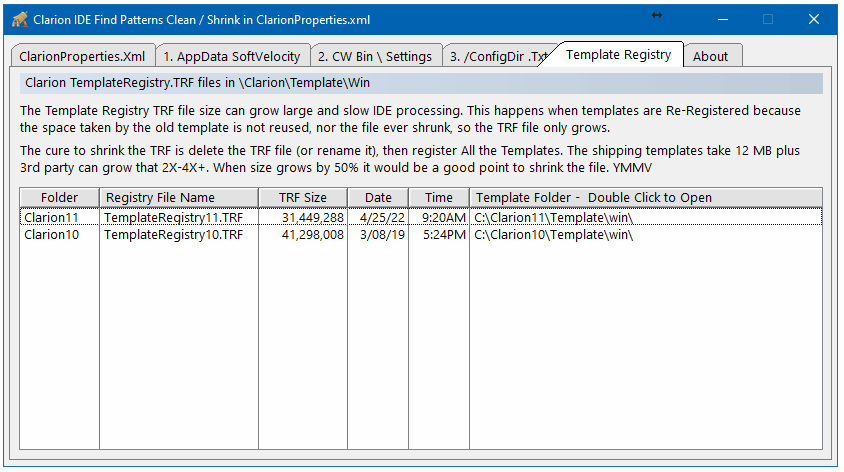 Clarion IDE Find Patterns Clean / Shrink in ClarionProperties.xml
ClarionProperties.Xml 1. AppData SoftVelocity 2. CW Bin \ Settings 3. /ConfigDir .Txt Template Registry About
Clarion TemplateRegistry.TRF files in \Clarion\Template\Win
The Template Registry TRF file size can grow large and slow IDE processing. This happens when templates are Re-Registered because
the space taken by the old template is not reused, nor the file ever shrunk, so the TRF file only grows.
The cure to shrink the TRF is delete the TRF file (or rename it), then register All the Templates. The shipping templates take 12 MB plus
3rd party can grow that 2X-4X+. When size grows by 50% it would be a good point to shrink the file. YMMV
Folder Registry File Name TRF Size Date Time Template Folder - Double Click to Open
Clarion11 TemplateRegistry11.TRF 31,449,288 4/25/22 9:20AM C:\Clarion11\Template\win\
Clarion10 TemplateRegistry10.TRF 41,298,008 3/08/19 5:24PM C:\Clarion10\Template\win\